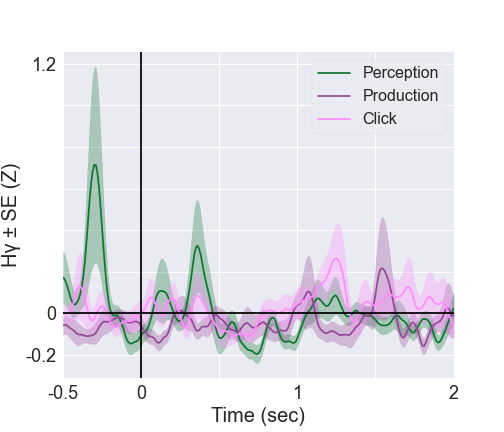 1.2
Perception
Production
Click
Hγ ± SE (Z)
0
-0.2
-0.5
0
1
2
Time (sec)